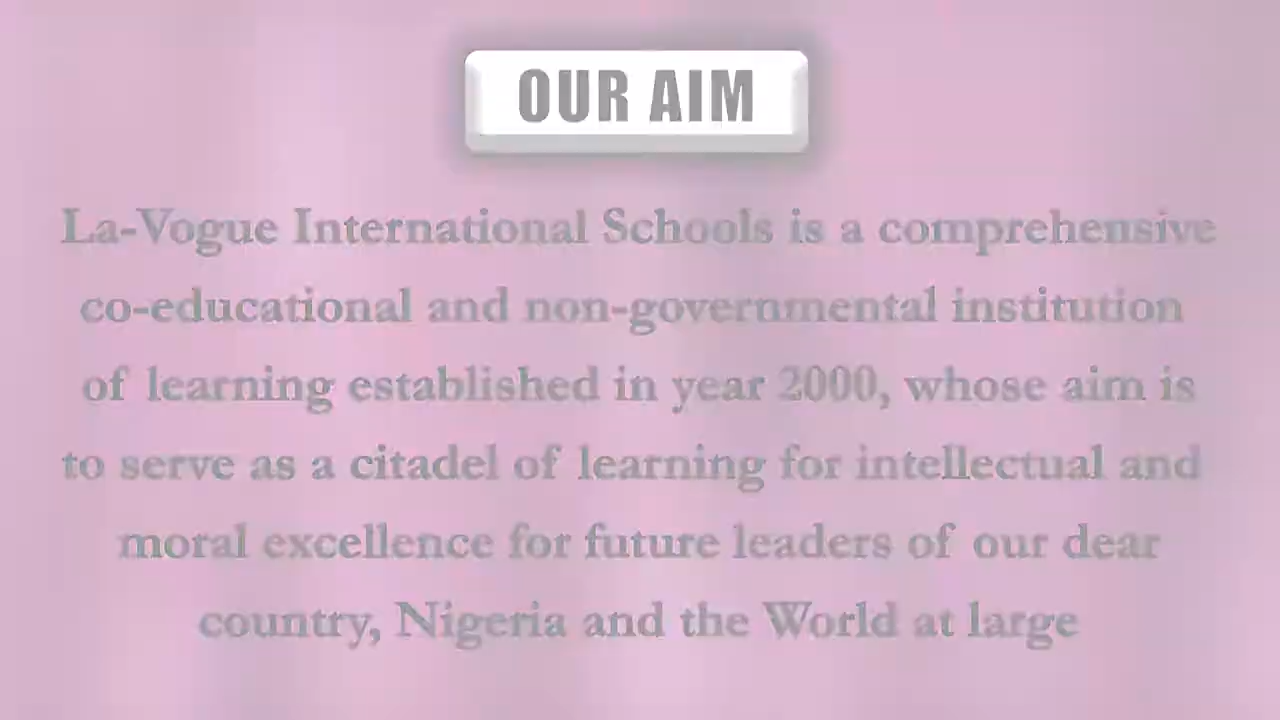 OUR AIM
La-Vogue International Schools is a comprehensive
co-educational and non-governmental institution
of learning established in year 2000, whose aim is
to serve as a citadel of learning for intellectual and
moral excellence for future leaders of our dear
country, Nigeria and the World at large